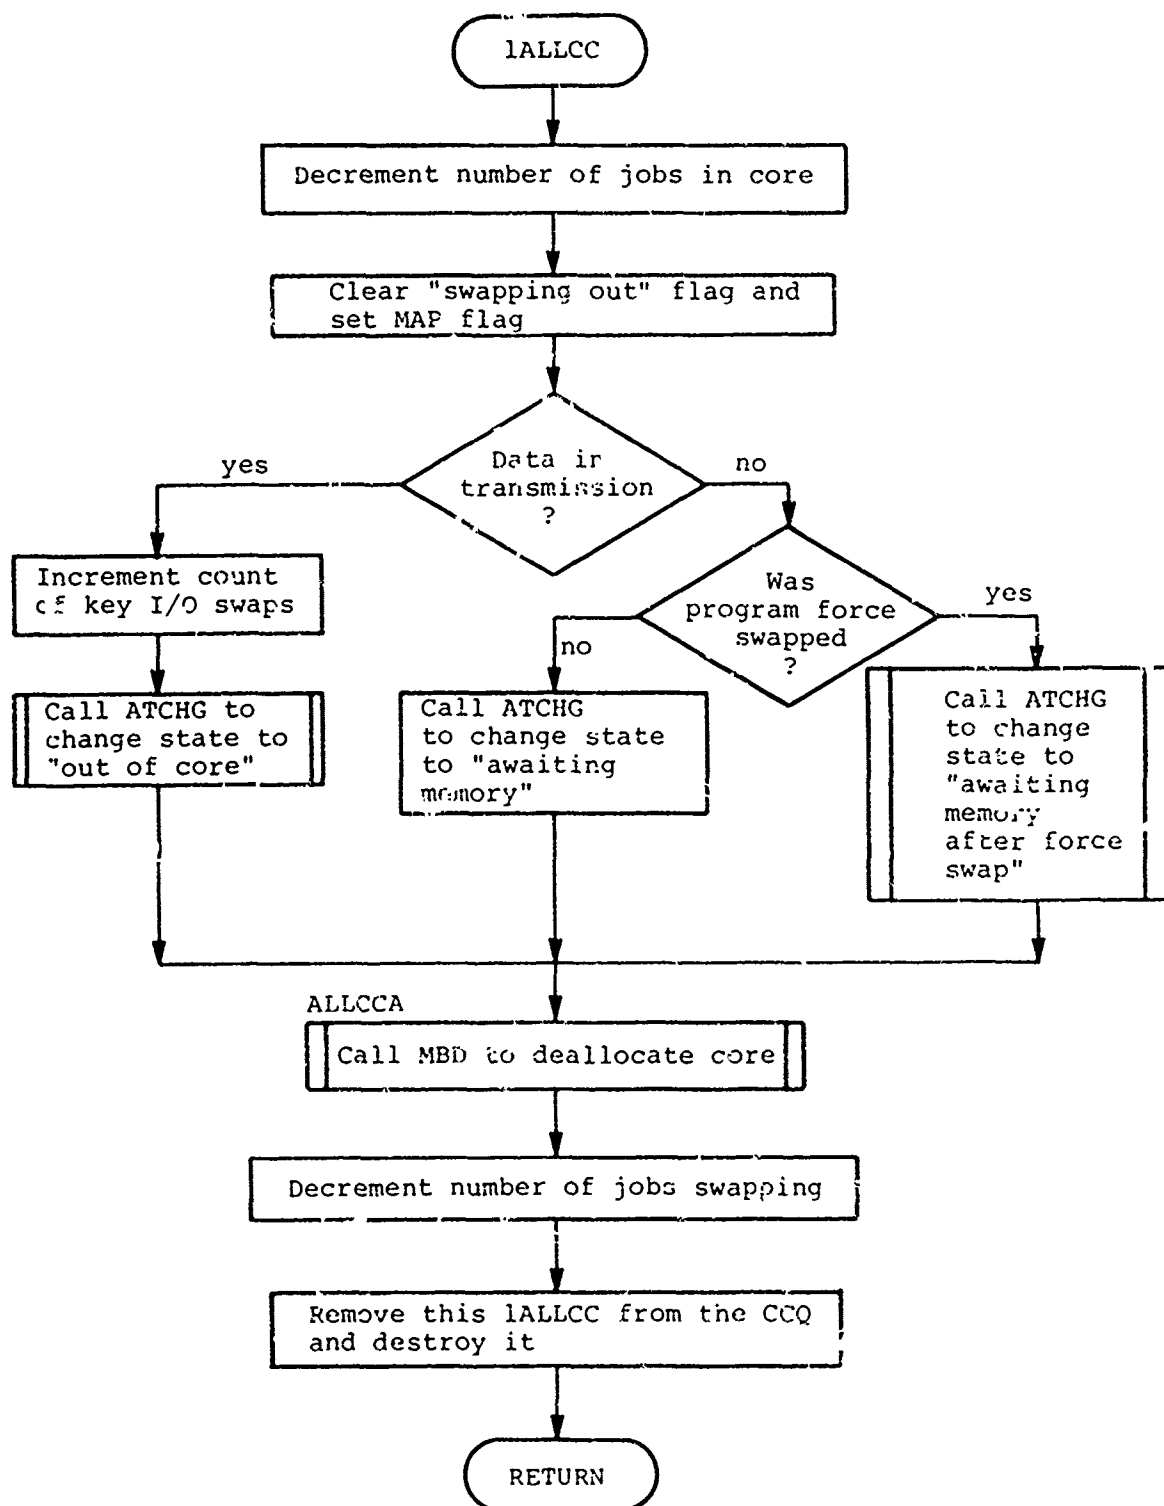 1ALLCC
Decrement number of jobs in core
Clear "swapping out" flag and
set MAP flag
Data in
transmission
?
yes
no
Increment count
of key I/O swaps
Was
program force
swapped
?
no
yes
Call ATCHG to
change state to
"out of core"
Call ATCHG
to change state
to "awaiting
memory"
Call ATCHG
to change
state to
"awaiting
memory
after force
swap"
ALLCCA
Call MBD to deallocate core
Decrement number of jobs swapping
Remove this 1ALLCC from the CCQ
and destroy it
RETURN